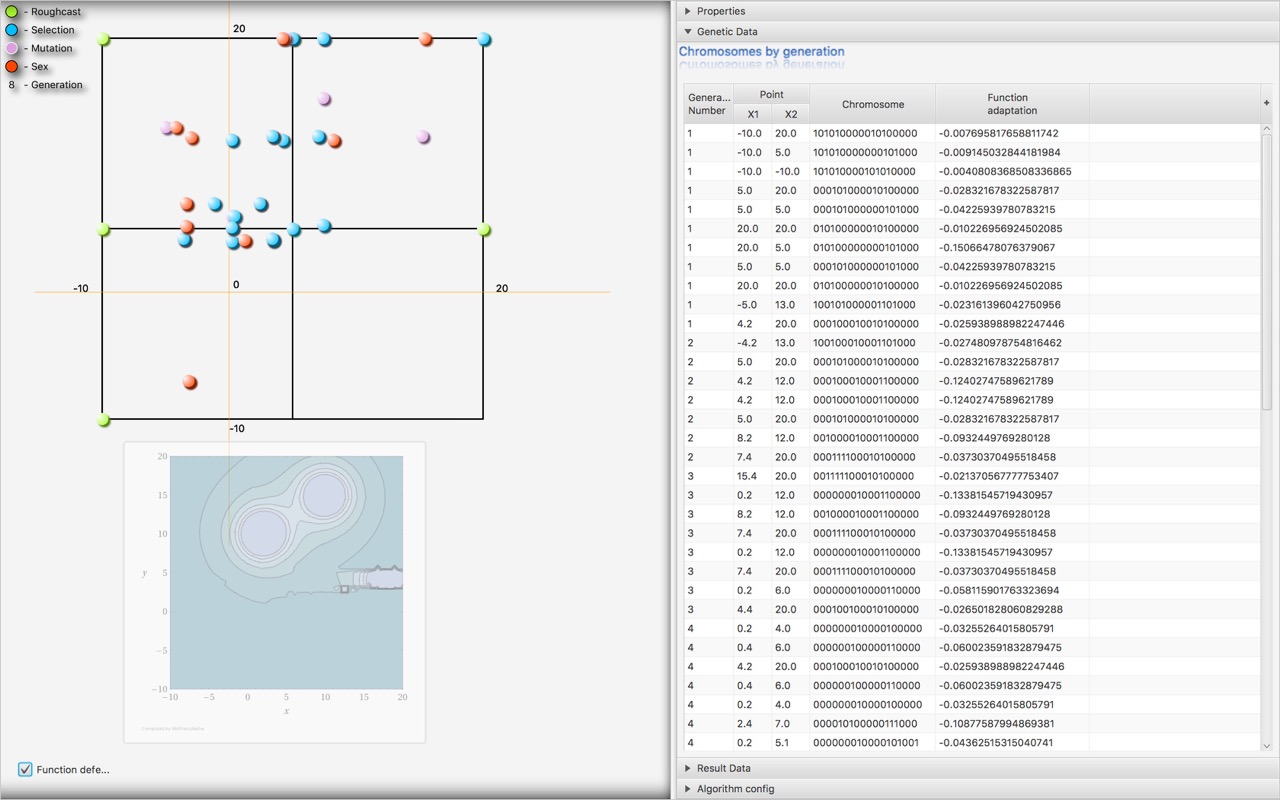 - Roughcast
- Selection
- Mutation
- Sex
8 - Generation
20
-10
0
20
-10
20
15
10
5
0
−5
−10
−10 −5 0 5 10 15 20
y
x
Function defe...
Properties
Genetic Data
Chromosomes by generation
Genera... Number Point X1 X2 Chromosome Function adaptation +
1 -10.0 20.0 101010000010100000 -0.007695817658811742
1 -10.0 5.0 101010000000101000 -0.009145032844181984
1 -10.0 -10.0 101010000101010000 -0.0040808368508336865
1 5.0 20.0 000101000010100000 -0.028321678322587817
1 5.0 5.0 000101000000101000 -0.04225939780783215
1 20.0 20.0 010100000010100000 -0.010226956924502085
1 20.0 5.0 010100000000101000 -0.15066478076379067
1 5.0 5.0 000101000000101000 -0.04225939780783215
1 20.0 20.0 010100000010100000 -0.010226956924502085
1 -5.0 13.0 100101000001101000 -0.023161396042750956
1 4.2 20.0 000100010010100000 -0.025938988982247446
2 -4.2 13.0 100100010001101000 -0.027480978754816462
2 5.0 20.0 000101000010100000 -0.028321678322587817
2 4.2 12.0 000100010001100000 -0.12402747589621789
2 4.2 12.0 000100010001100000 -0.12402747589621789
2 5.0 20.0 000101000010100000 -0.028321678322587817
2 8.2 12.0 001000010001100000 -0.0932449769280128
2 7.4 20.0 000111100010100000 -0.03730370495518458
3 15.4 20.0 001111100010100000 -0.021370567777753407
3 0.2 12.0 000000010001100000 -0.13381545719430957
3 8.2 12.0 001000010001100000 -0.0932449769280128
3 7.4 20.0 000111100010100000 -0.03730370495518458
3 0.2 12.0 000000010001100000 -0.13381545719430957
3 7.4 20.0 000111100010100000 -0.03730370495518458
3 0.2 6.0 000000010000110000 -0.058115901763323694
3 4.4 20.0 000100100010100000 -0.026501828060829288
4 0.2 4.0 000000010000100000 -0.03255264015805791
4 0.4 6.0 000000100000110000 -0.060023591832879475
4 4.2 20.0 000100010010100000 -0.025938988982247446
4 0.4 6.0 000000100000110000 -0.060023591832879475
4 0.2 4.0 000000010000100000 -0.03255264015805791
4 2.4 7.0 000010100000111000 -0.10877587994869381
4 0.2 5.1 000000010000101001 -0.04362515315040741
Result Data
Algorithm config